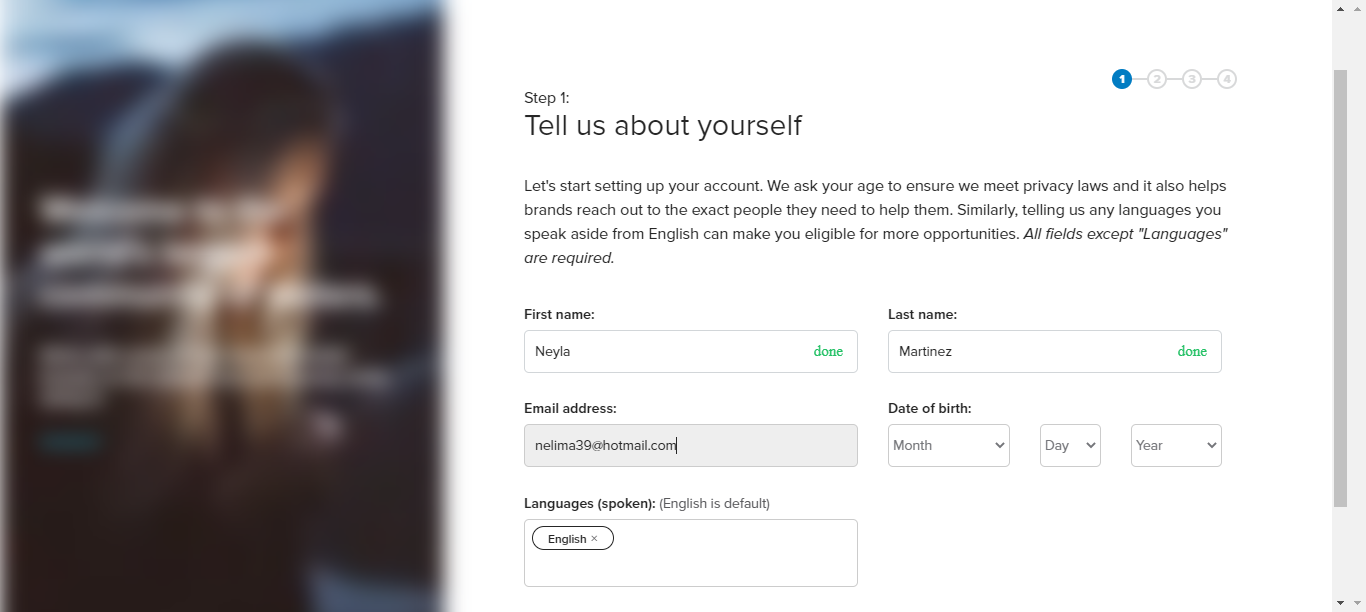 1 2 3 4
Step 1:
Tell us about yourself
Let's start setting up your account. We ask your age to ensure we meet privacy laws and it also helps
brands reach out to the exact people they need to help them. Similarly, telling us any languages you
speak aside from English can make you eligible for more opportunities. All fields except "Languages"
are required.
First name: Last name:
Neyla done Martinez done
Email address: Date of birth:
nelima39@hotmail.com Month Day Year
Languages (spoken): (English is default)
English ×